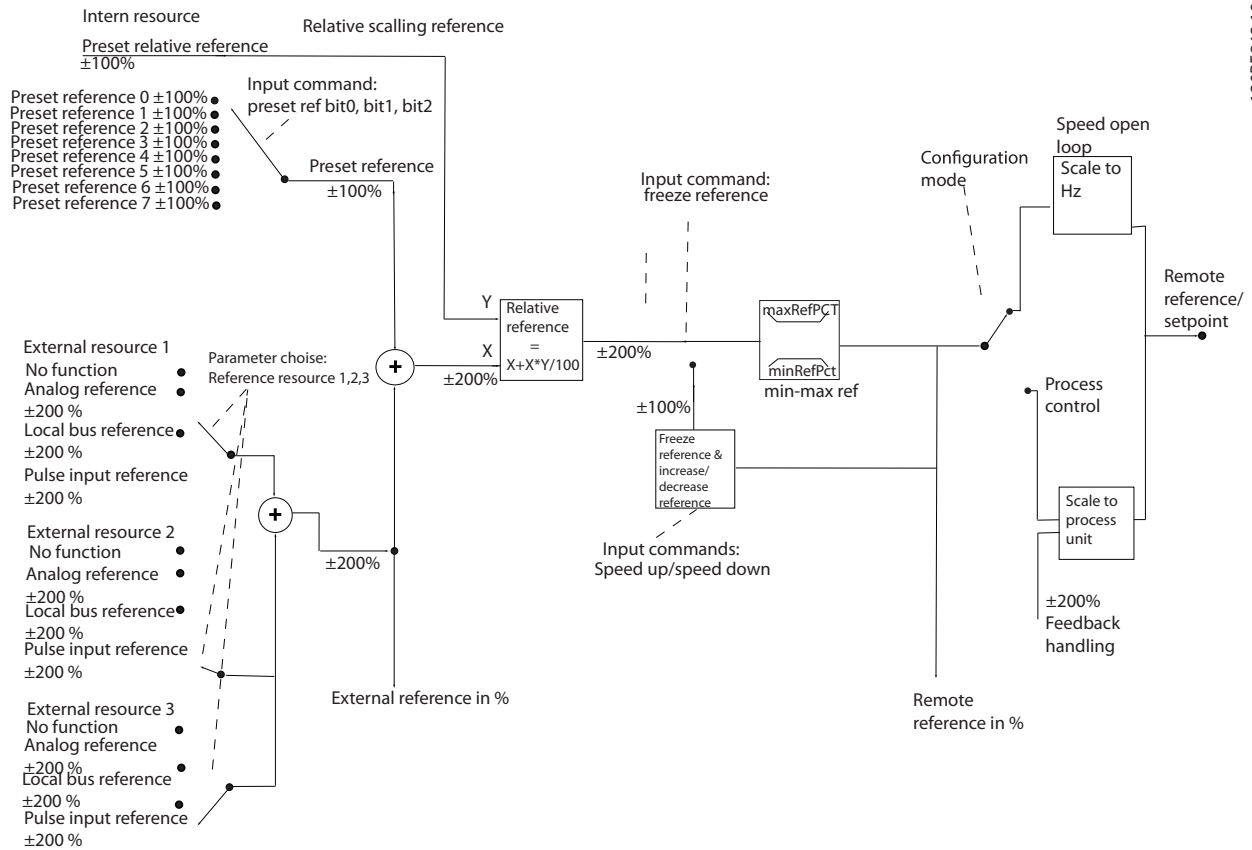 Intern resource
Relative scalling reference
Preset relative reference
±100%
Input command:
preset ref bit0, bit1, bit2
Preset reference 0 ±100%
Preset reference 1 ±100%
Preset reference 2 ±100%
Preset reference 3 ±100%
Preset reference 4 ±100%
Preset reference 5 ±100%
Preset reference 6 ±100%
Preset reference 7 ±100%
Preset reference
±100%
Input command:
freeze reference
Configuration
mode
Speed open
loop
Scale to
Hz
Y
X
Relative
reference
=
X+X*Y/100
±200%
±200%
maxRefPCT
minRefPct
min-max ref
Remote
reference/
setpoint
External resource 1
No function
Analog reference
±200 %
Local bus reference
±200 %
Pulse input reference
±200 %
Parameter choise:
Reference resource 1,2,3
+
+
±200%
±100%
Freeze
reference &
increase/
decrease
reference
Input commands:
Speed up/speed down
Process
control
Scale to
process
unit
±200%
Feedback
handling
External resource 2
No function
Analog reference
±200 %
Local bus reference
±200 %
Pulse input reference
±200 %
External reference in %
Remote
reference in %
External resource 3
No function
Analog reference
±200 %
Local bus reference
±200 %
Pulse input reference
±200 %